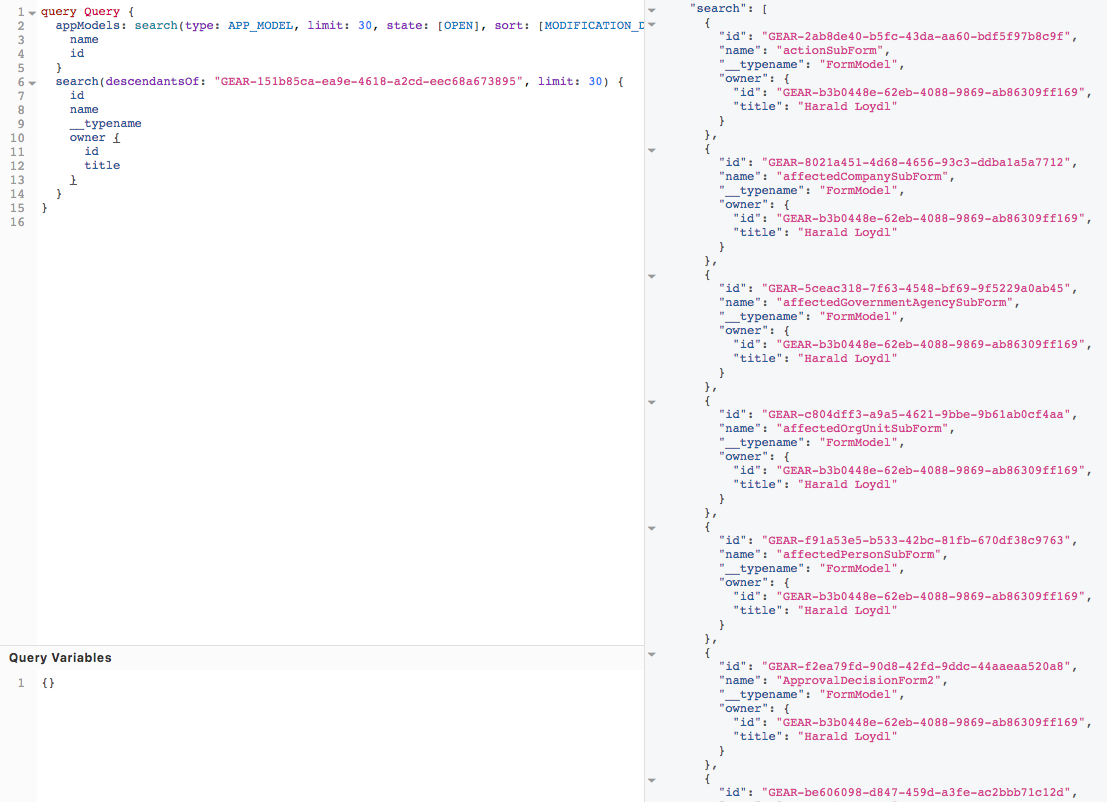 1 query Query {
2 appModels: search(type: APP_MODEL, limit: 30, state: [OPEN], sort: [MODIFICATION_D
3 name
4 id
5 }
6 search(descendantsOf: "GEAR-151b85ca-ea9e-4618-a2cd-eec68a673895", limit: 30) {
7 id
8 name
9 __typename
10 owner {
11 id
12 title
13 }
14 }
15 }
16
Query Variables
1 {}
"search": [
{
"id": "GEAR-2ab8de40-b5fc-43da-aa60-bdf5f97b8c9f",
"name": "actionSubForm",
"__typename": "FormModel",
"owner": {
"id": "GEAR-b3b0448e-62eb-4088-9869-ab86309ff169",
"title": "Harald Loydl"
}
},
{
"id": "GEAR-8021a451-4d68-4656-93c3-ddba1a5a7712",
"name": "affectedCompanySubForm",
"__typename": "FormModel",
"owner": {
"id": "GEAR-b3b0448e-62eb-4088-9869-ab86309ff169",
"title": "Harald Loydl"
}
},
{
"id": "GEAR-5ceac318-7f63-4548-bf69-9f5229a0ab45",
"name": "affectedGovernmentAgencySubForm",
"__typename": "FormModel",
"owner": {
"id": "GEAR-b3b0448e-62eb-4088-9869-ab86309ff169",
"title": "Harald Loydl"
}
},
{
"id": "GEAR-c804dff3-a9a5-4621-9bbe-9b61ab0cf4aa",
"name": "affectedOrgUnitSubForm",
"__typename": "FormModel",
"owner": {
"id": "GEAR-b3b0448e-62eb-4088-9869-ab86309ff169",
"title": "Harald Loydl"
}
},
{
"id": "GEAR-f91a53e5-b533-42bc-81fb-670df38c9763",
"name": "affectedPersonSubForm",
"__typename": "FormModel",
"owner": {
"id": "GEAR-b3b0448e-62eb-4088-9869-ab86309ff169",
"title": "Harald Loydl"
}
},
{
"id": "GEAR-f2ea79fd-90d8-42fd-9ddc-44aaeaa520a8",
"name": "ApprovalDecisionForm2",
"__typename": "FormModel",
"owner": {
"id": "GEAR-b3b0448e-62eb-4088-9869-ab86309ff169",
"title": "Harald Loydl"
}
},
{
"id": "GEAR-be606098-d847-459d-a3fe-ac2bbb71c12d",